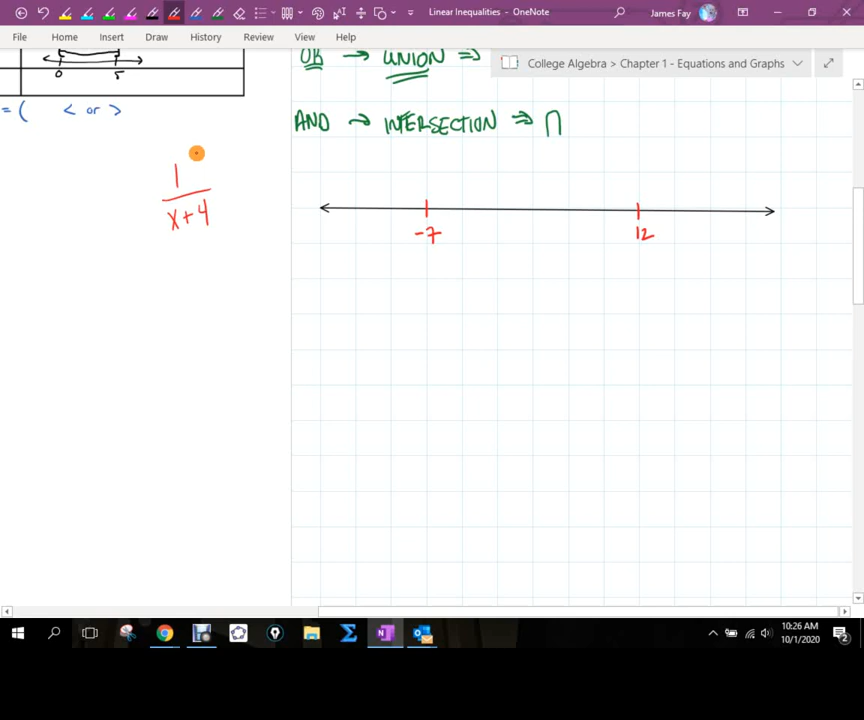 Linear Inequalities - OneNote
James Fay
File Home Insert Draw History Review View Help
College Algebra > Chapter 1 - Equations and Graphs
OR → UNION ⇒
0 5
= ( < or >
AND → INTERSECTION ⇒ ∩
1
x+4
-7 12
10:26 AM
10/1/2020
2